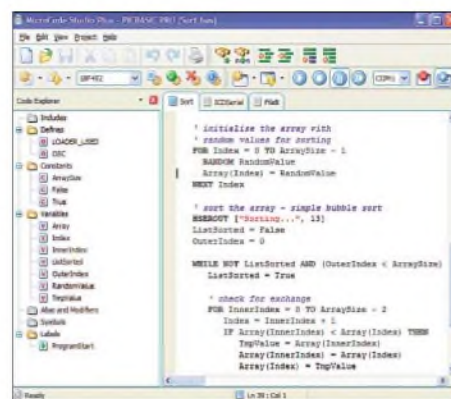 MicroCode Studio Plus - PICBASIC PRO (Sort.bas)
File Edit View Project Help
18F452
COM1
Code Explorer
Includes
Defines
LOADER_USED
OSC
Constants
ArraySize
False
True
Variables
Array
Index
InnerIndex
ListSorted
OuterIndex
RandomValue
TmpValue
Alias and Modifiers
Symbols
Labels
ProgramStart
Sort
ICDSerial
' initialise the array with
' random values for sorting
FOR Index = 0 TO ArraySize - 1
RANDOM RandomValue
Array(Index) = RandomValue
NEXT Index
' sort the array - simple bubble sort
HSEROUT ["Sorting...", 13]
ListSorted = False
OuterIndex = 0
WHILE NOT ListSorted AND (OuterIndex < ArraySize)
ListSorted = True
' check for exchange
FOR InnerIndex = 0 TO ArraySize - 2
Index = InnerIndex + 1
IF Array(InnerIndex) < Array(Index) THEN
TmpValue = Array(InnerIndex)
Array(InnerIndex) = Array(Index)
Array(Index) = TmpValue
Ready
Ln 39 : Col 1